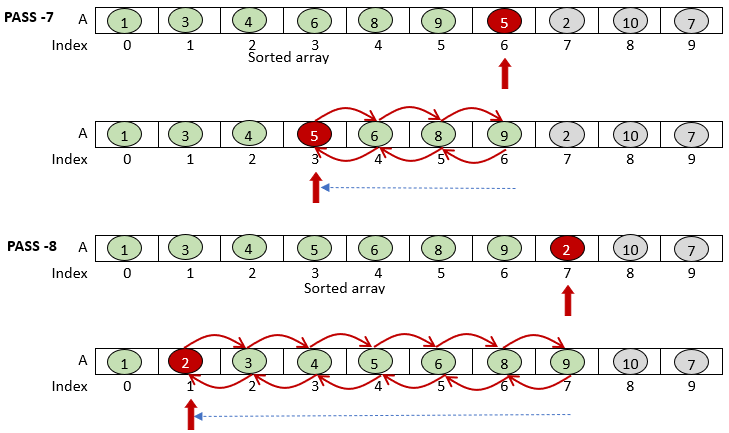 PASS -7 A 1 3 4 6 8 9 5 2 10 7
Index 0 1 2 3 4 5 6 7 8 9
Sorted array
A 1 3 4 5 6 8 9 2 10 7
Index 0 1 2 3 4 5 6 7 8 9
PASS -8 A 1 3 4 5 6 8 9 2 10 7
Index 0 1 2 3 4 5 6 7 8 9
Sorted array
A 1 2 3 4 5 6 8 9 10 7
Index 0 1 2 3 4 5 6 7 8 9